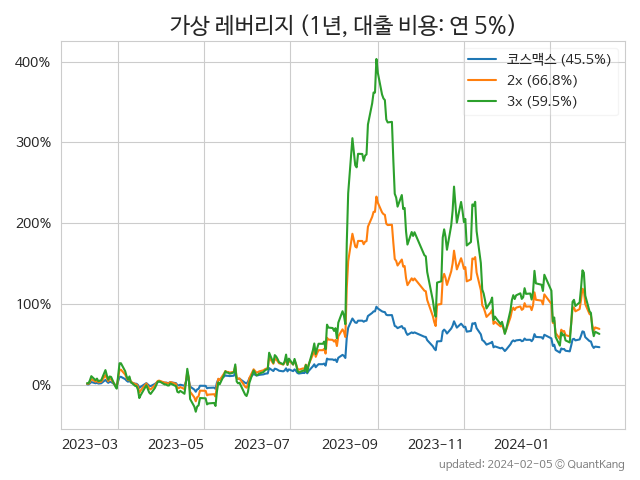 가상 레버리지 (1년, 대출 비용: 연 5%)
코스맥스 (45.5%)
2x (66.8%)
3x (59.5%)
400%
300%
200%
100%
0%
2023-03 2023-05 2023-07 2023-09 2023-11 2024-01
updated: 2024-02-05 © QuantKang